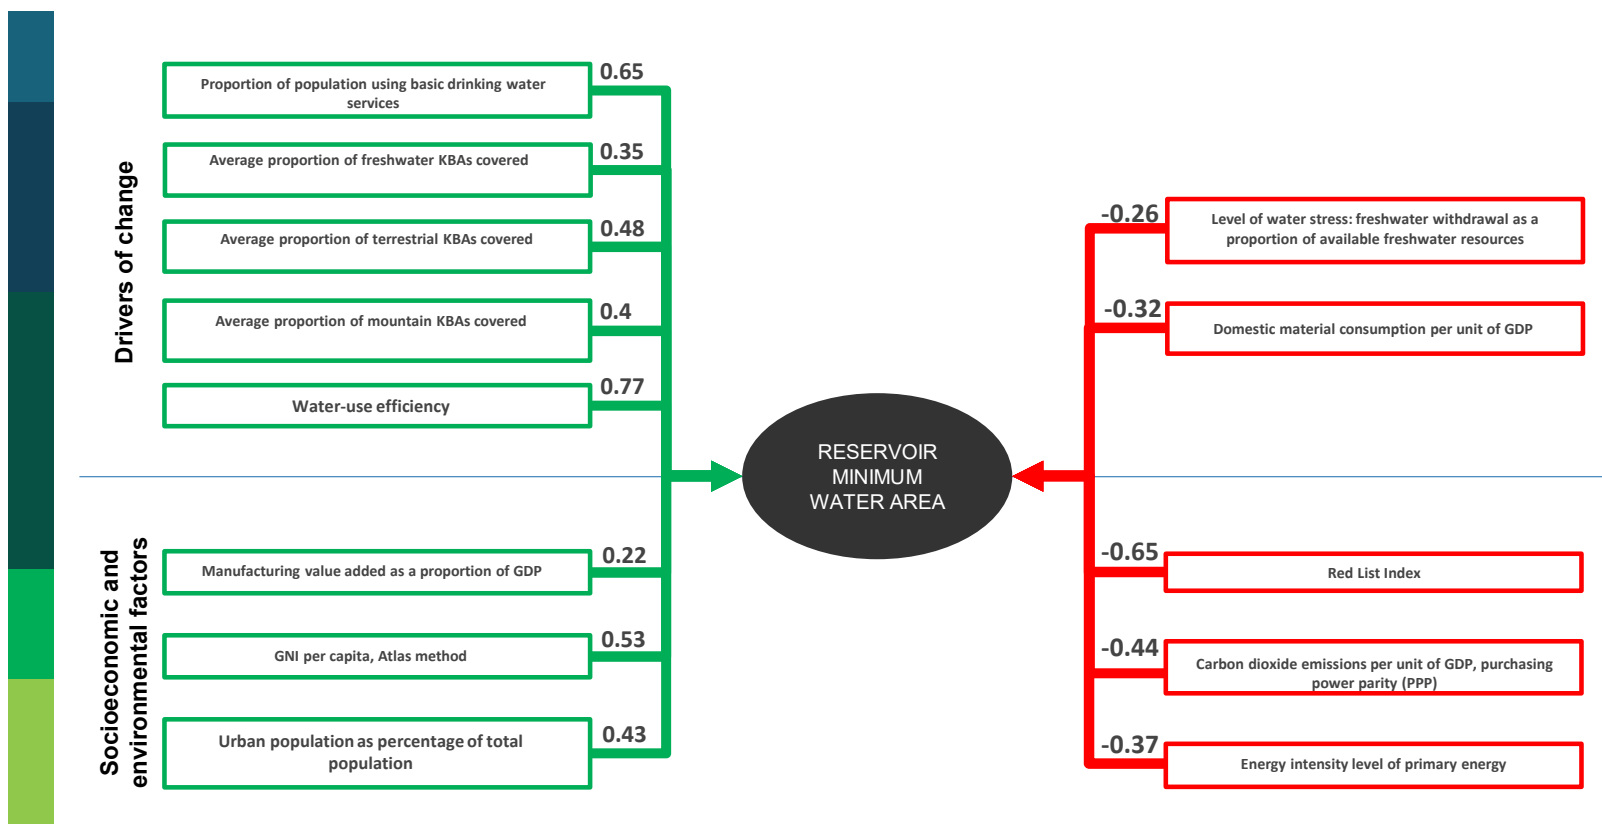 Drivers of change
0.65
Proportion of population using basic drinking water
services
0.35
Average proportion of freshwater KBAs covered
0.48
Average proportion of terrestrial KBAs covered
0.4
Average proportion of mountain KBAs covered
0.77
Water-use efficiency
Socioeconomic and
environmental factors
0.22
Manufacturing value added as a proportion of GDP
0.53
GNI per capita, Atlas method
0.43
Urban population as percentage of total
population
RESERVOIR
MINIMUM
WATER AREA
-0.26
Level of water stress: freshwater withdrawal as a
proportion of available freshwater resources
-0.32
Domestic material consumption per unit of GDP
-0.65
Red List Index
-0.44
Carbon dioxide emissions per unit of GDP, purchasing
power parity (PPP)
-0.37
Energy intensity level of primary energy